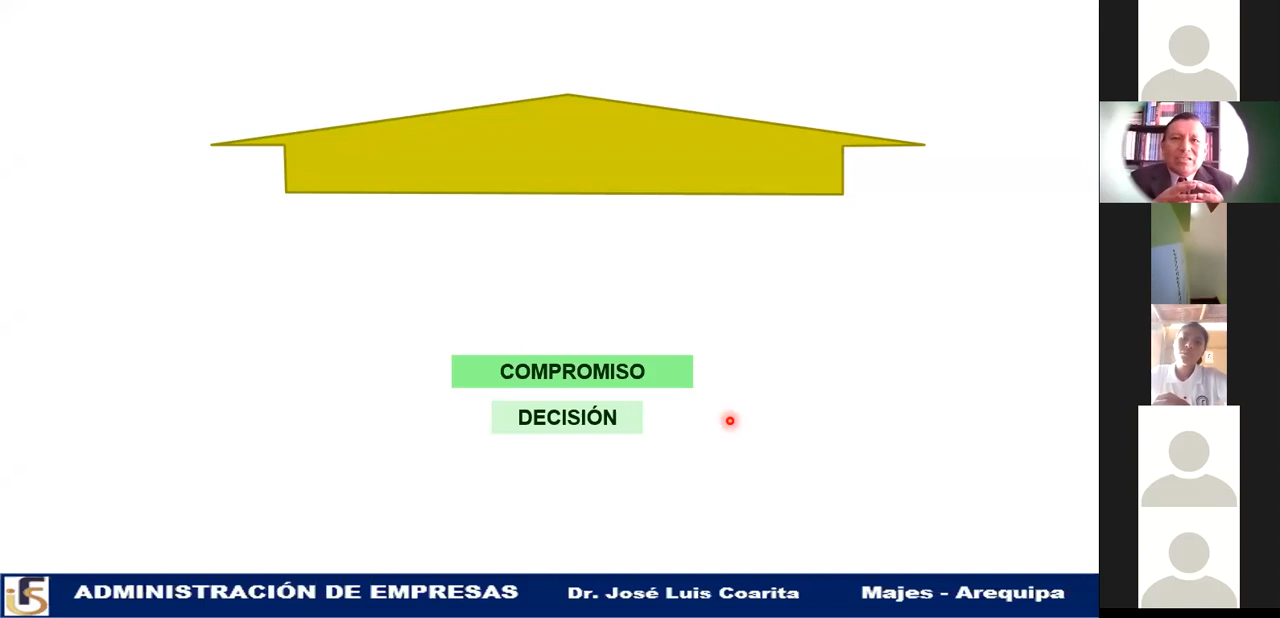 COMPROMISO
DECISIÓN
ADMINISTRACIÓN DE EMPRESAS Dr. José Luis Coarita Majes - Arequipa